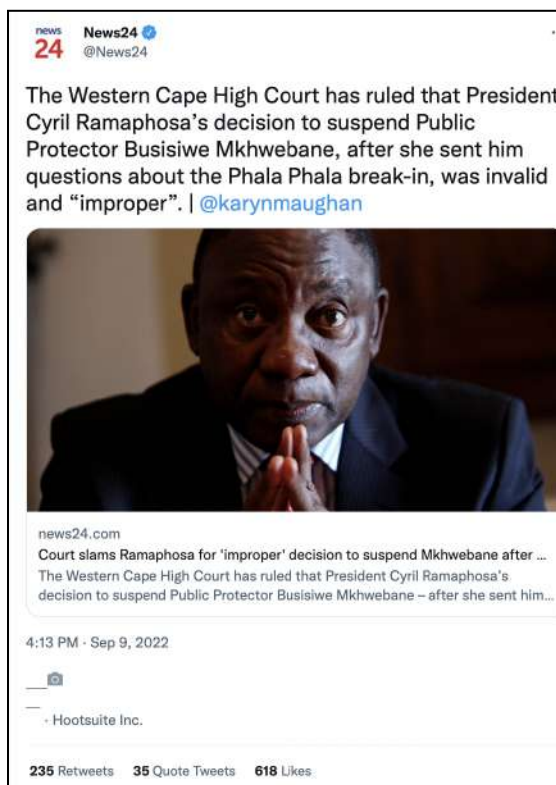 news
24
News24
@News24
The Western Cape High Court has ruled that President
Cyril Ramaphosa's decision to suspend Public
Protector Busisiwe Mkhwebane, after she sent him
questions about the Phala Phala break-in, was invalid
and “improper”. | @karynmaughan
news24.com
Court slams Ramaphosa for 'improper' decision to suspend Mkhwebane after ...
The Western Cape High Court has ruled that President Cyril Ramaphosa's
decision to suspend Public Protector Busisiwe Mkhwebane – after she sent him...
4:13 PM · Sep 9, 2022
· Hootsuite Inc.
235 Retweets 35 Quote Tweets 618 Likes